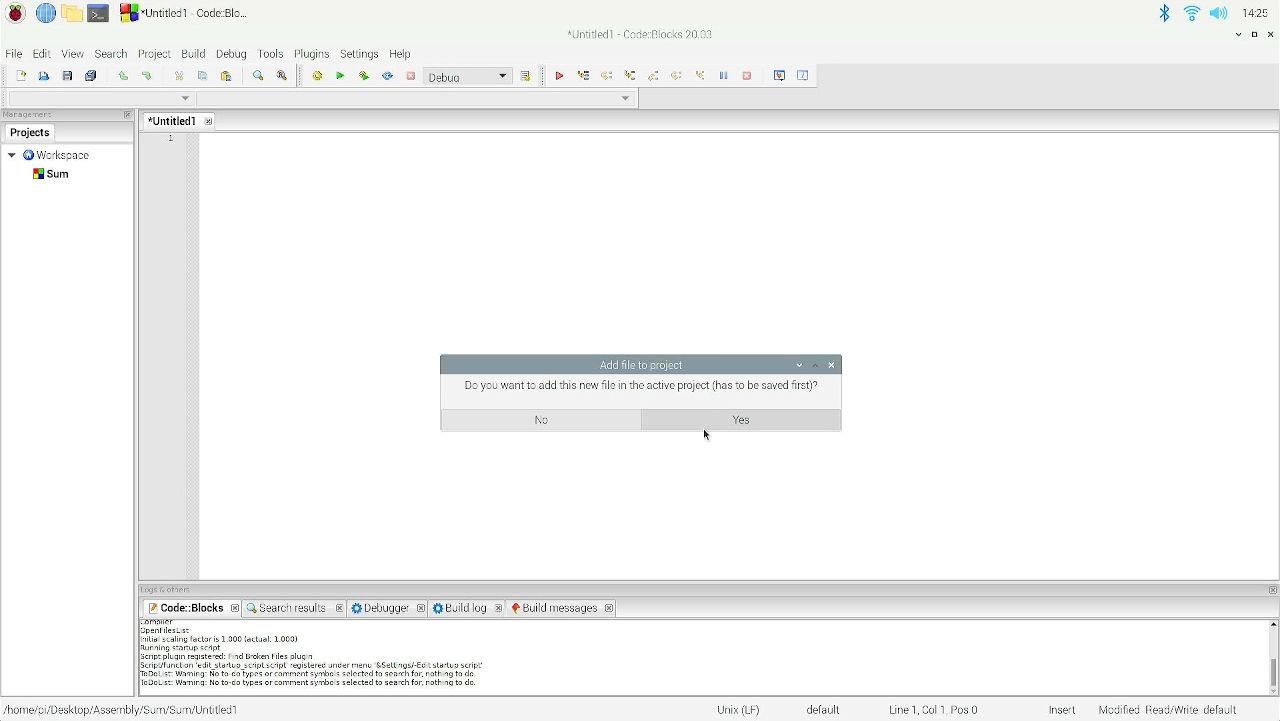 *Untitled1 - Code::Blo...
14:25
*Untitled1 - Code::Blocks 20.03
File Edit View Search Project Build Debug Tools Plugins Settings Help
Debug
Management
*Untitled1
Projects
1
Workspace
Sum
Add file to project
Do you want to add this new file in the active project (has to be saved first)?
No Yes
Logs & others
Code::Blocks Search results Debugger Build log Build messages
Compiler
OpenFilesList
Initial scaling factor is 1.000 (actual: 1.000)
Running startup script
Script plugin registered: Find Broken Files plugin
Script/function 'edit_startup_script.script' registered under menu '&Settings/-Edit startup script'
ToDoList: Warning: No to-do types or comment symbols selected to search for, nothing to do.
ToDoList: Warning: No to-do types or comment symbols selected to search for, nothing to do.
/home/pi/Desktop/Assembly/Sum/Sum/Untitled1 Unix (LF) default Line 1, Col 1, Pos 0 Insert Modified Read/Write default